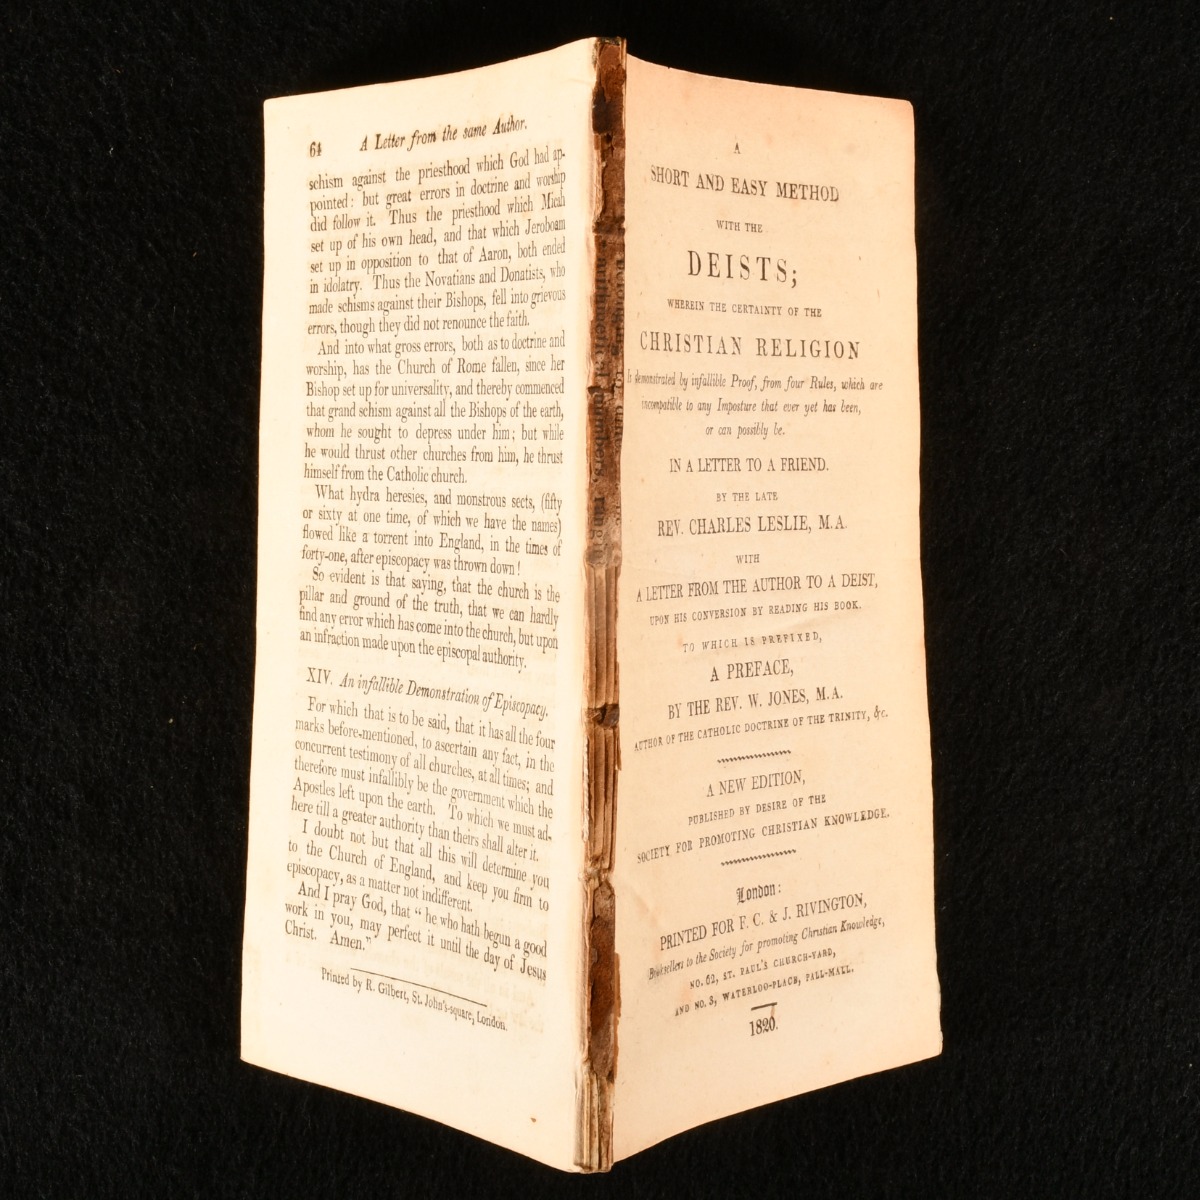 64 A Letter from the same Author.
schism against the priesthood which God had ap-
pointed: but great errors in doctrine and worship
did follow it. Thus the priesthood which Micah
set up of his own head, and that which Jeroboam
set up in opposition to that of Aaron, both ended
in idolatry. Thus the Novatians and Donatists, who
made schisms against their Bishops, fell into grievous
errors, though they did not renounce the faith.
And into what gross errors, both as to doctrine and
worship, has the Church of Rome fallen, since her
Bishop set up for universality, and thereby commenced
that grand schism against all the Bishops of the earth,
whom he sought to depress under him; but while
he would thrust other churches from him, he thrust
himself from the Catholic church.
What hydra heresies, and monstrous sects, (fifty
or sixty at one time, of which we have the names)
flowed like a torrent into England, in the times of
forty-one, after episcopacy was thrown down!
So evident is that saying, that the church is the
pillar and ground of the truth, that we can hardly
find any error which has come into the church, but upon
an infraction made upon the episcopal authority.
XIV. An infallible Demonstration of Episcopacy.
For which that is to be said, that it has all the four
marks before-mentioned, to ascertain any fact, in the
concurrent testimony of all churches, at all times; and
therefore must infallibly be the government which the
Apostles left upon the earth. To which we must ad-
here till a greater authority than theirs shall alter it.
I doubt not but that all this will determine you
to the Church of England, and keep you firm to
episcopacy, as a matter not indifferent.
And I pray God, that "he who hath begun a good
work in you, may perfect it until the day of Jesus
Christ. Amen."
Printed by R. Gilbert, St. John's-square, London.
numbers,
A
SHORT AND EASY METHOD
WITH THE
DEISTS;
WHEREIN THE CERTAINTY OF THE
CHRISTIAN RELIGION
Is demonstrated by infallible Proof, from four Rules, which are
incompatible to any Imposture that ever yet has been,
or can possibly be.
IN A LETTER TO A FRIEND.
BY THE LATE
REV. CHARLES LESLIE, M.A.
WITH
A LETTER FROM THE AUTHOR TO A DEIST,
UPON HIS CONVERSION BY READING HIS BOOK.
TO WHICH IS PREFIXED,
A PREFACE,
BY THE REV. W. JONES, M.A.
AUTHOR OF THE CATHOLIC DOCTRINE OF THE TRINITY, &c.
A NEW EDITION,
PUBLISHED BY DESIRE OF THE
SOCIETY FOR PROMOTING CHRISTIAN KNOWLEDGE.
London:
PRINTED FOR F. C. & J. RIVINGTON,
Booksellers to the Society for promoting Christian Knowledge,
NO. 62, ST. PAUL'S CHURCH-YARD,
AND NO. 3, WATERLOO-PLACE, PALL-MALL.
1820.